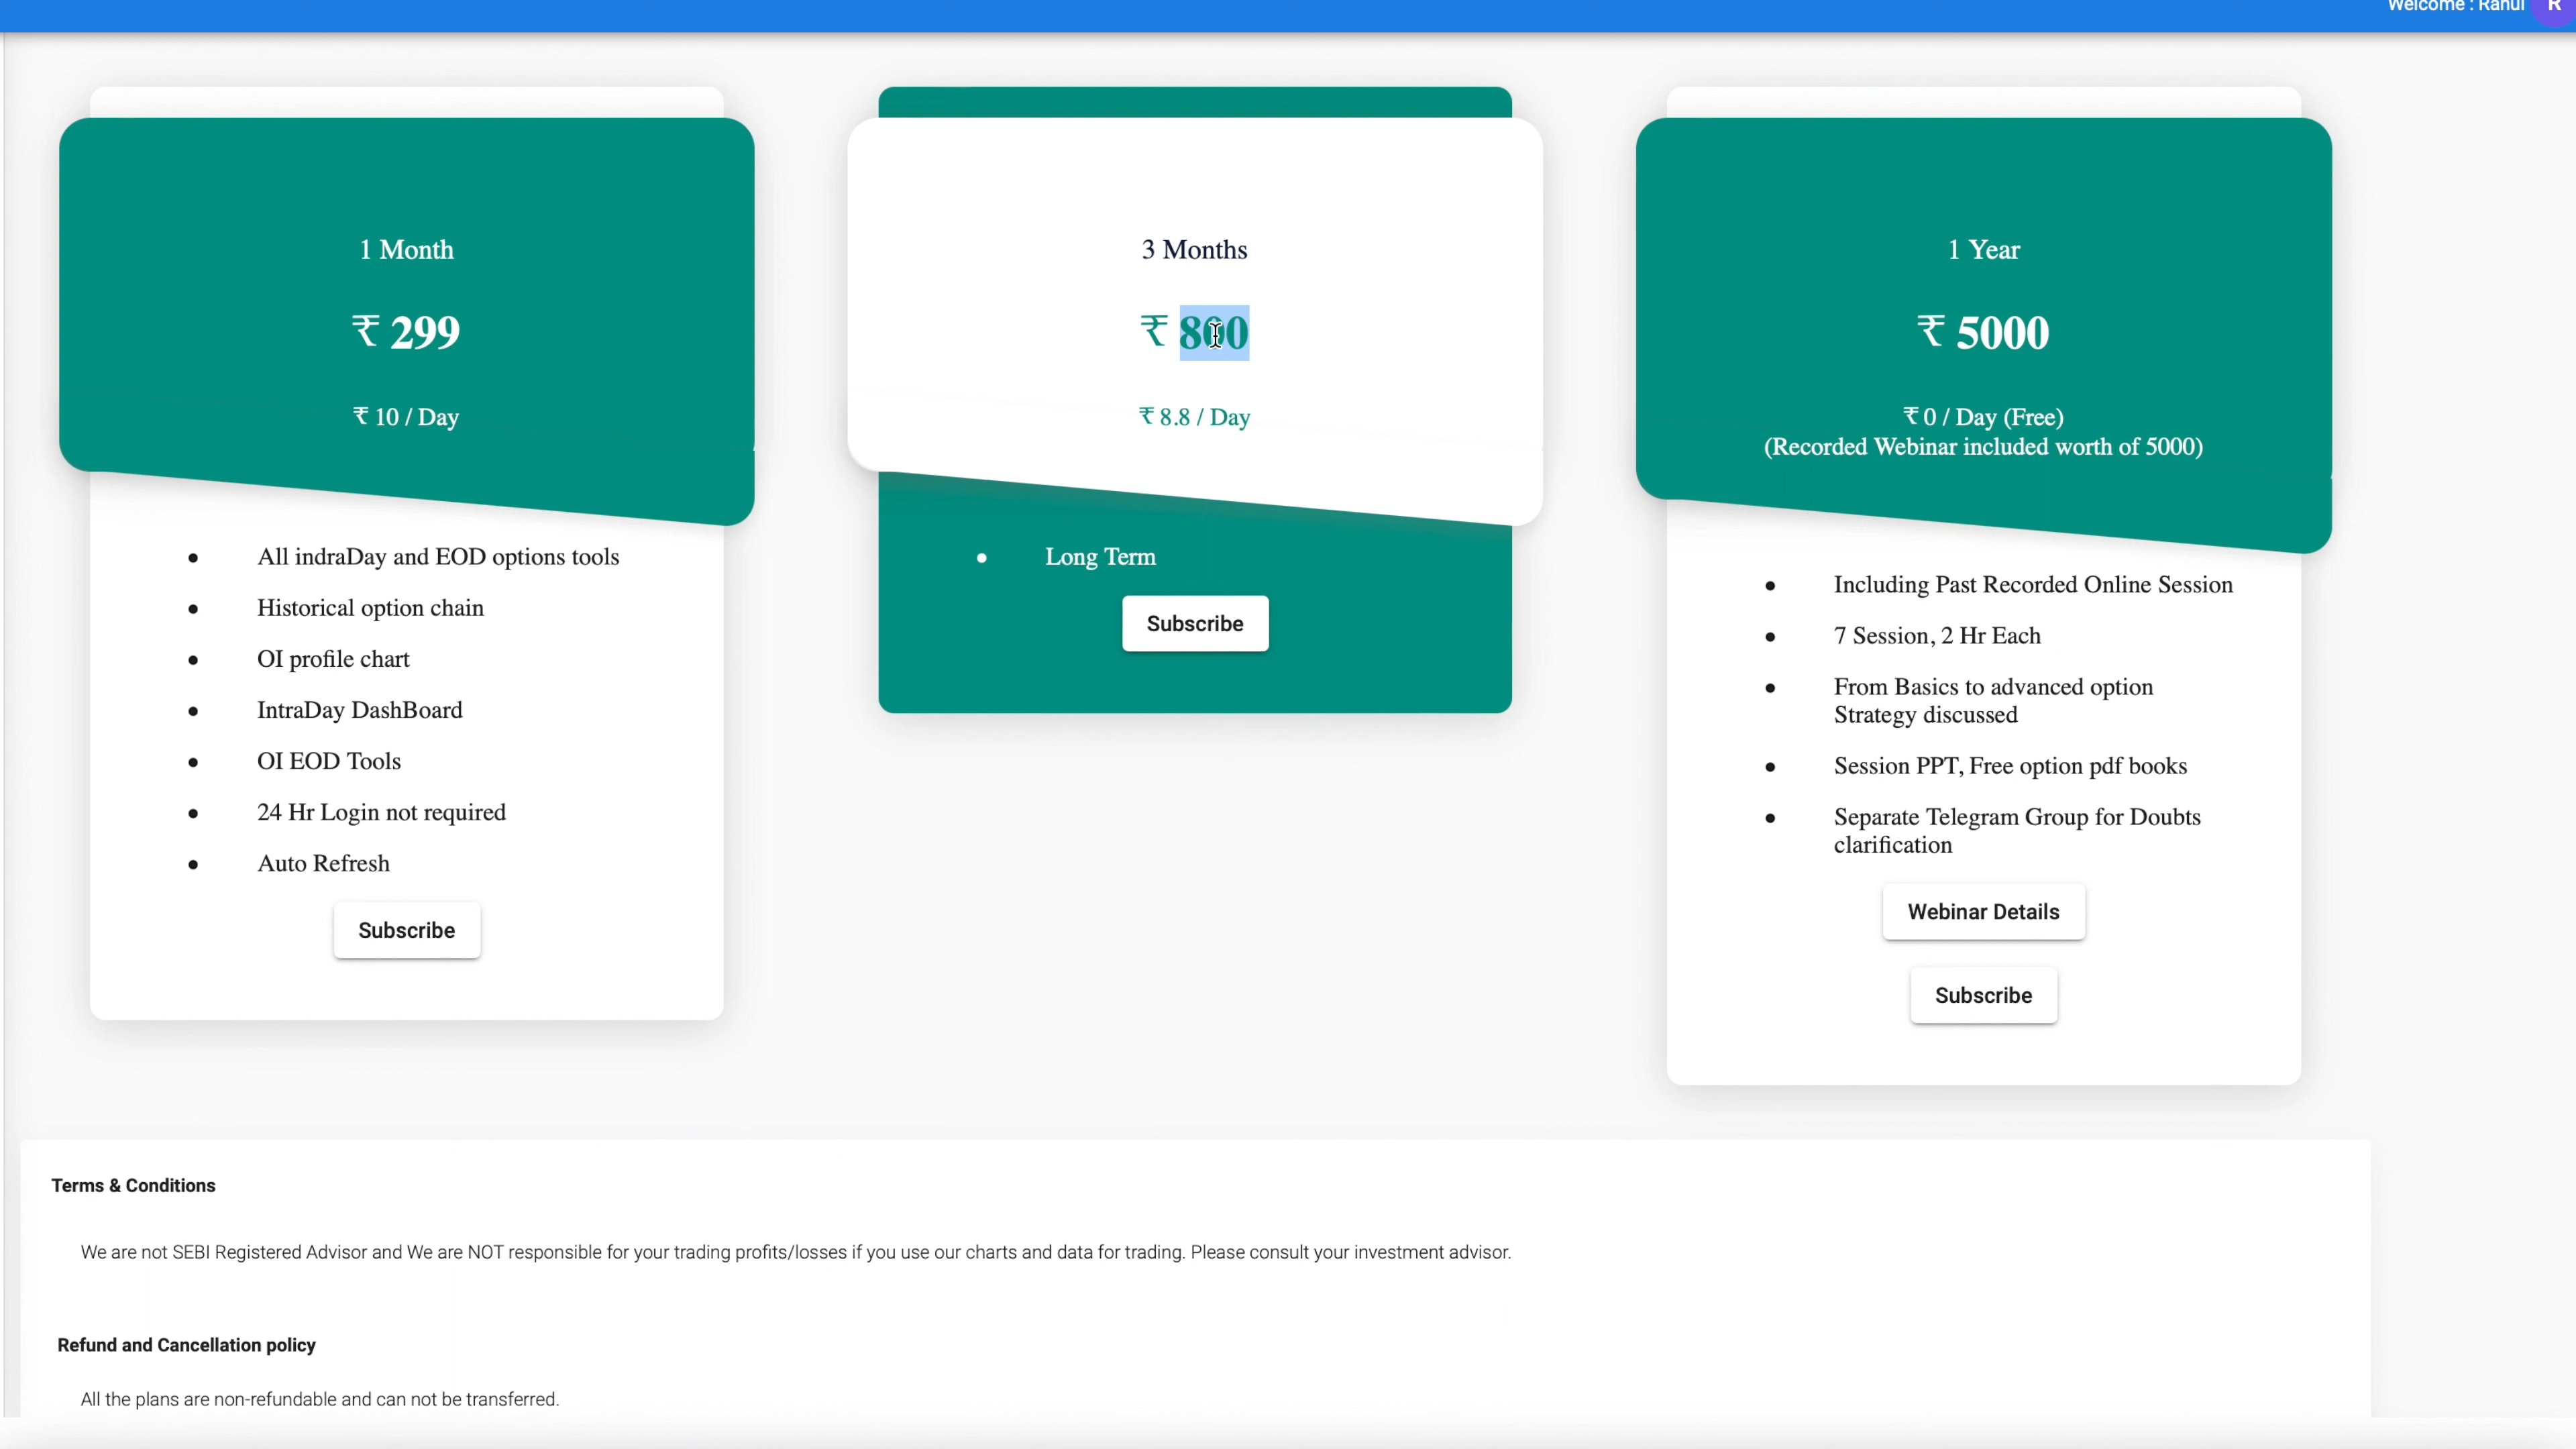 Welcome : Rahul
R
1 Month
₹ 299
₹ 10 / Day
All indraDay and EOD options tools
Historical option chain
OI profile chart
IntraDay DashBoard
OI EOD Tools
24 Hr Login not required
Auto Refresh
Subscribe
3 Months
₹ 800
₹ 8.8 / Day
Long Term
Subscribe
1 Year
₹ 5000
₹ 0 / Day (Free)
(Recorded Webinar included worth of 5000)
Including Past Recorded Online Session
7 Session, 2 Hr Each
From Basics to advanced option
Strategy discussed
Session PPT, Free option pdf books
Separate Telegram Group for Doubts
clarification
Webinar Details
Subscribe
Terms & Conditions
We are not SEBI Registered Advisor and We are NOT responsible for your trading profits/losses if you use our charts and data for trading. Please consult your investment advisor.
Refund and Cancellation policy
All the plans are non-refundable and can not be transferred.